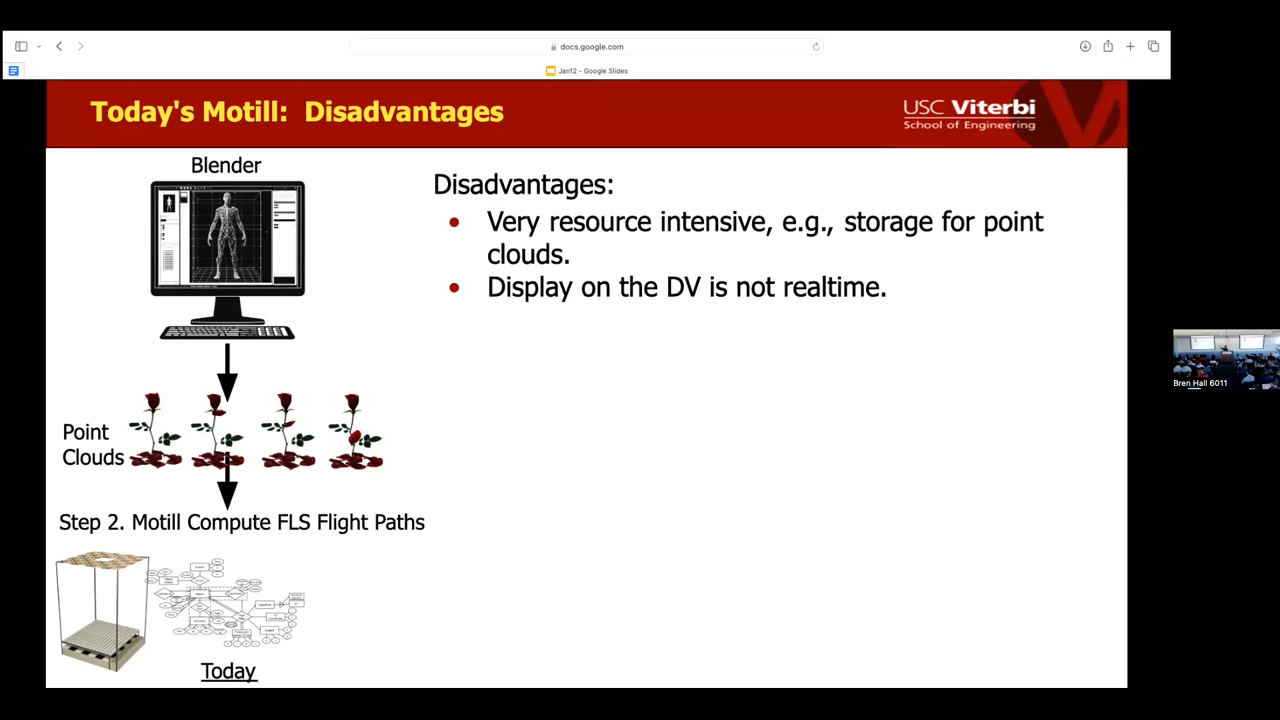 docs.google.com
Jan12 - Google Slides
Today's Motill: Disadvantages
USC Viterbi
School of Engineering
Blender
Disadvantages:
Very resource intensive, e.g., storage for point
clouds.
Display on the DV is not realtime.
Point
Clouds
Step 2. Motill Compute FLS Flight Paths
Today
Bren Hall 6011